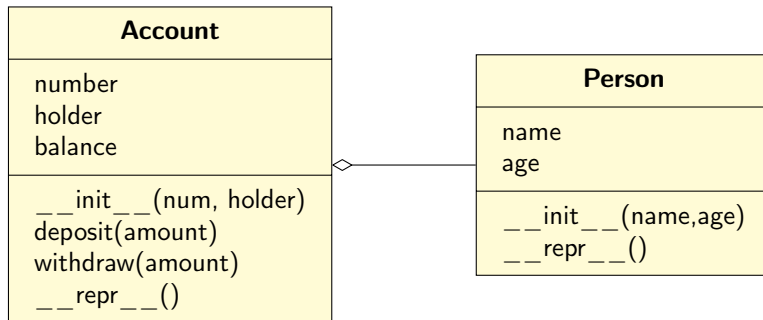 Account
number
holder
balance
__init__(num, holder)
deposit(amount)
withdraw(amount)
__repr__()
Person
name
age
__init__(name,age)
__repr__()